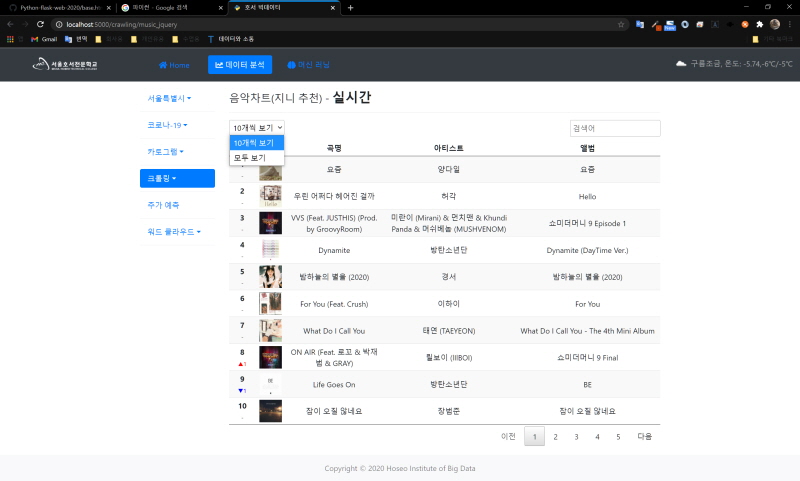 Python-flask-web-2020/base.ht
파이썬 - Google 검색
호서 빅데이터
localhost:5000/crawling/music_jquery
앱
Gmail
번역
데이터와 소통
서울호서전문학교
Home
데이터 분석
머신 러닝
구름조금, 온도: -5.74,-6℃/-5℃
서울특별시
코로나-19
카토그램
크롤링
주가 예측
워드 클라우드
음악차트(지니 추천) - 실시간
10개씩 보기
검색어
10개씩 보기
모두 보기
곡명 아티스트 앨범
요즘 양다일 요즘
2 우린 어쩌다 헤어진 걸까 허각 Hello
3 VVS (Feat. JUSTHIS) (Prod. by GroovyRoom) 미란이 (Mirani) & 먼치맨 & Khundi Panda & 머쉬베놈 (MUSHVENOM) 쇼미더머니 9 Episode 1
4 Dynamite 방탄소년단 Dynamite (DayTime Ver.)
5 밤하늘의 별을 (2020) 경서 밤하늘의 별을 (2020)
6 For You (Feat. Crush) 이하이 For You
7 What Do I Call You 태연 (TAEYEON) What Do I Call You - The 4th Mini Album
8 ▲1 ON AIR (Feat. 로꼬 & 박재범 & GRAY) 릴보이 (lIlBOI) 쇼미더머니 9 Final
9 ▼1 Life Goes On 방탄소년단 BE
10 잠이 오질 않네요 장범준 잠이 오질 않네요
이전 1 2 3 4 5 다음
Copyright © 2020 Hoseo Institute of Big Data